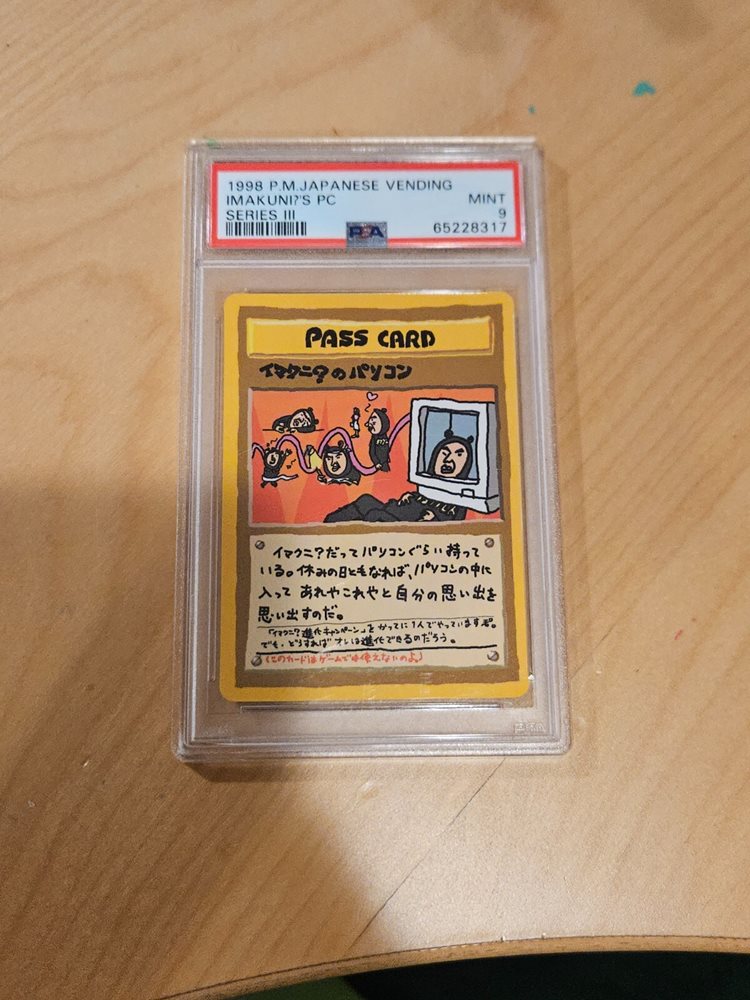 1998 P.M.JAPANESE VENDING
IMAKUNI?'S PC MINT
SERIES III 9
PSA 65228317
PASS CARD
イマクニ?のパソコン
イマクニ?だってパソコンぐらい持って
いる。休みの日ともなれば、パソコンの中に
入って あれやこれやと自分の思い出を
思い出すのだ。
「イマクニ?進化キャンペーン」を かってに1人でやっていますぞ。
でも、どうすれば オレは進化できるのだろう。
(このカードはゲームでは使えないのよ。)